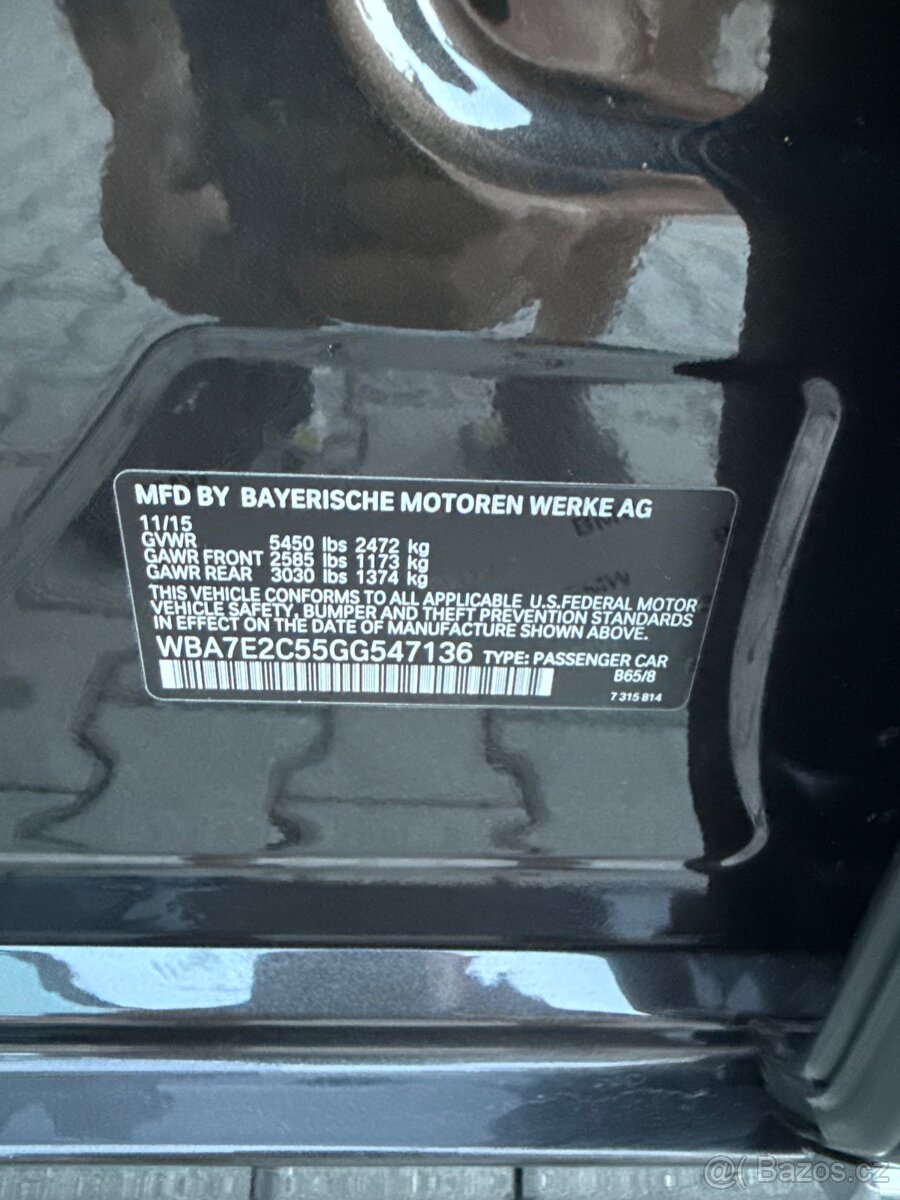 MFD BY BAYERISCHE MOTOREN WERKE AG
11/15
GVWR 5450 lbs 2472 kg
GAWR FRONT 2585 lbs 1173 kg
GAWR REAR 3030 lbs 1374 kg
THIS VEHICLE CONFORMS TO ALL APPLICABLE U.S.FEDERAL MOTOR
VEHICLE SAFETY, BUMPER AND THEFT PREVENTION STANDARDS
IN EFFECT ON THE DATE OF MANUFACTURE SHOWN ABOVE.
WBA7E2C55GG547136 TYPE: PASSENGER CAR
B65/8
7 315 814
@( Bazos.cz